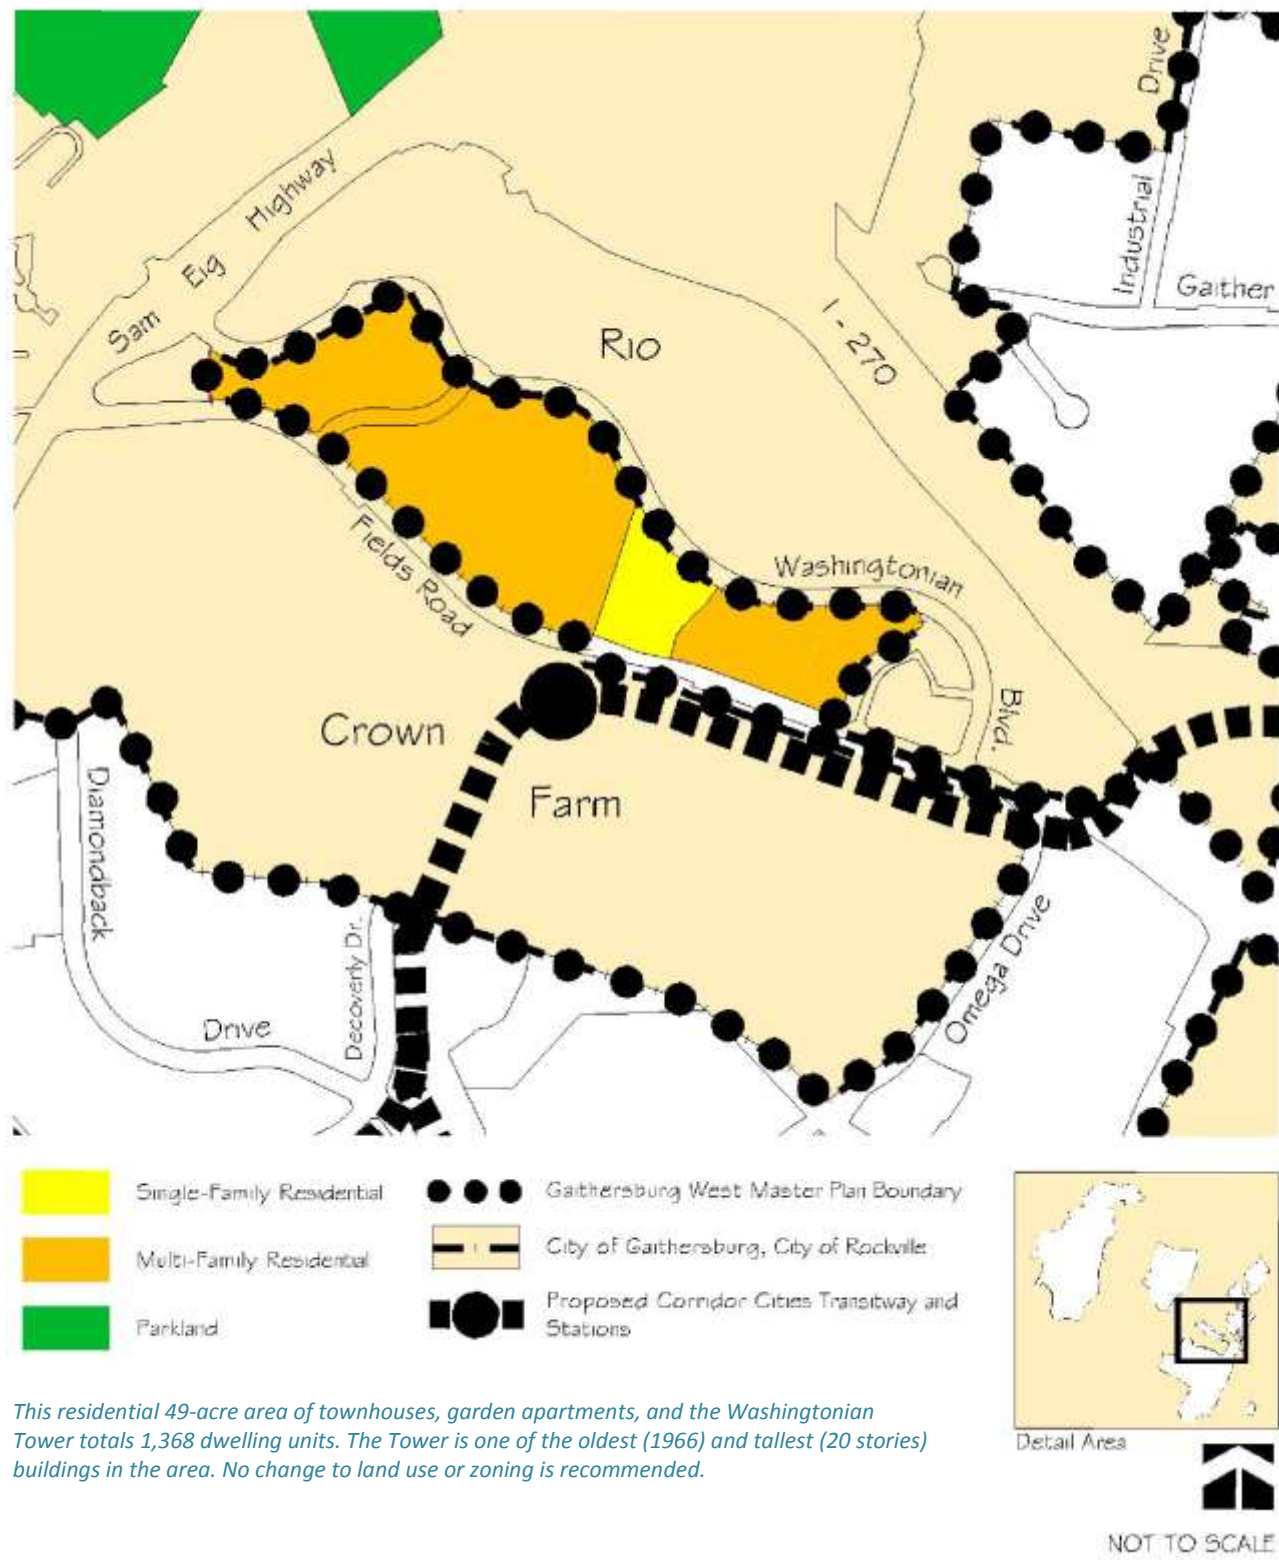 Drive
Highway
Industrial
Eig
Gaither
Sam
Rio
I - 270
Fields Road
Washingtonian
Blvd.
Crown
Farm
Diamondback
Decoverly Dr.
Omega Drive
Drive
Single-Family Residential
Gaithersburg West Master Plan Boundary
Multi-Family Residential
City of Gaithersburg, City of Rockville
Proposed Corridor Cities Transitway and
Stations
Parkland
This residential 49-acre area of townhouses, garden apartments, and the Washingtonian
Tower totals 1,368 dwelling units. The Tower is one of the oldest (1966) and tallest (20 stories)
buildings in the area. No change to land use or zoning is recommended.
Detail Area
NOT TO SCALE